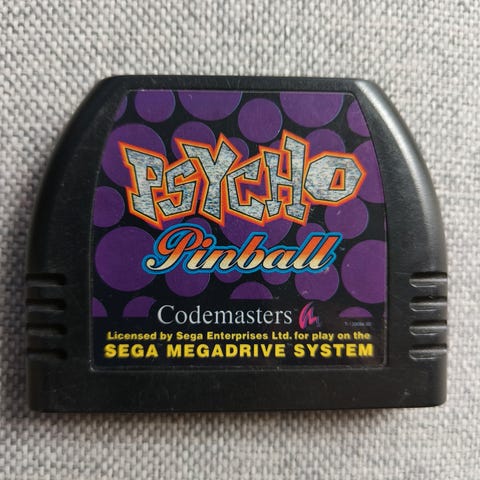 PSYCHO
Pinball
Codemasters
Licensed by Sega Enterprises Ltd. for play on the
SEGA MEGADRIVE SYSTEM